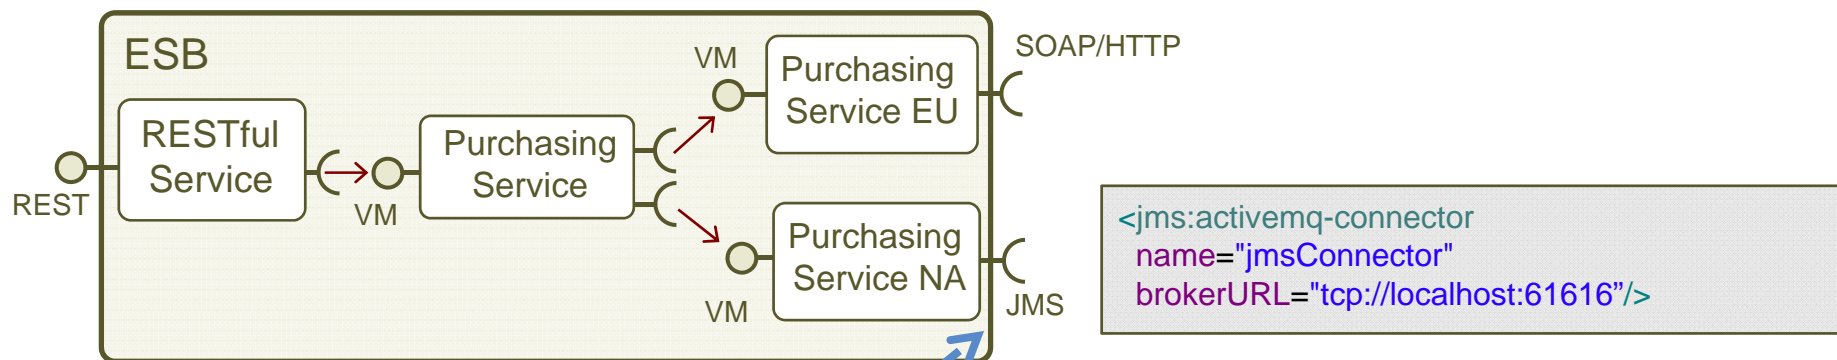 ESB
VM
Purchasing
Service EU
SOAP/HTTP
RESTful
Service
REST
VM
Purchasing
Service
Purchasing
Service NA
VM
JMS
<jms:activemq-connector
name="jmsConnector"
brokerURL="tcp://localhost:61616”/>